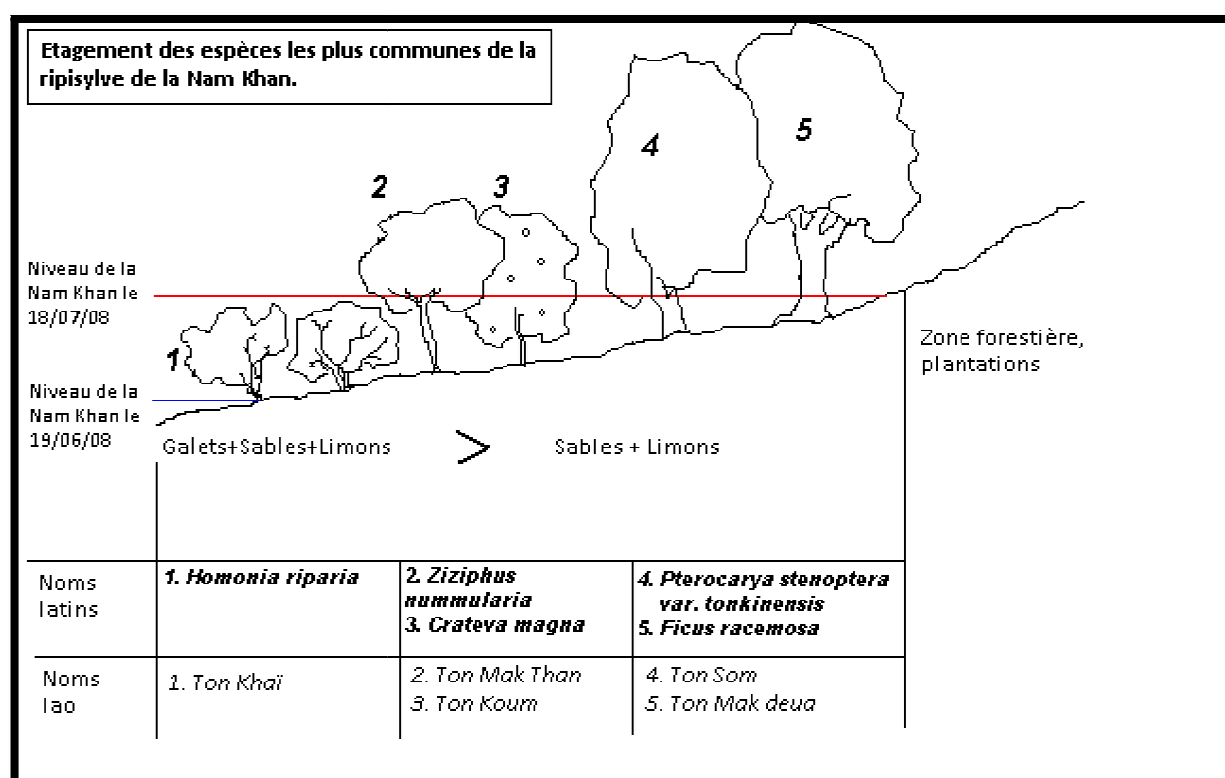 Etagement des espèces les plus communes de la
ripisylve de la Nam Khan.
4
5
2
3
Niveau de la
Nam Khan le
18/07/08
1
Zone forestière,
plantations
Niveau de la
Nam Khan le
19/06/08
Galets+Sables+Limons
>
Sables + Limons
Noms
latins
1. Homonia riparia
2. Ziziphus
nummularia
3. Crateva magna
4. Pterocarya stenoptera
var. tonkinensis
5. Ficus racemosa
Noms
lao
1. Ton Khaï
2. Ton Mak Than
3. Ton Koum
4. Ton Som
5. Ton Mak deua